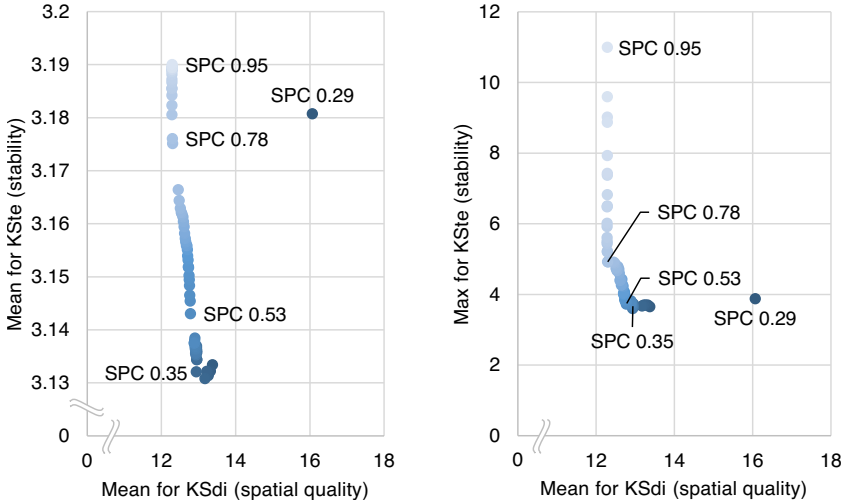 3.2
3.19
3.18
3.17
3.16
3.15
3.14
3.13
0
Mean for KSte (stability)
SPC 0.95
SPC 0.29
SPC 0.78
SPC 0.53
SPC 0.35
0 12 14 16 18
Mean for KSdi (spatial quality)
12
10
8
6
4
2
0
Max for KSte (stability)
SPC 0.95
SPC 0.78
SPC 0.53
SPC 0.29
SPC 0.35
0 12 14 16 18
Mean for KSdi (spatial quality)